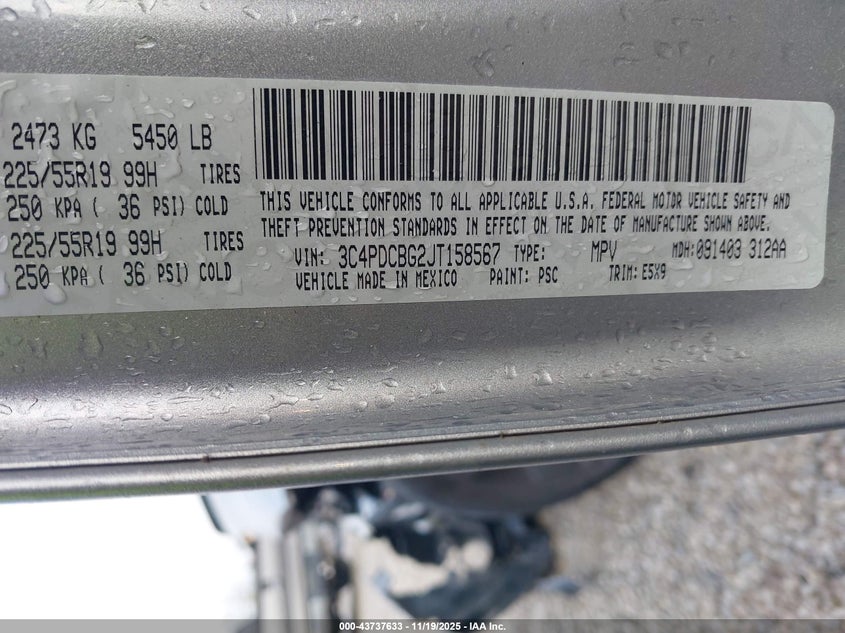 2473 KG 5450 LB
225/55R19 99H TIRES
250 KPA ( 36 PSI) COLD
225/55R19 99H TIRES
250 KPA ( 36 PSI) COLD
THIS VEHICLE CONFORMS TO ALL APPLICABLE U.S.A. FEDERAL MOTOR VEHICLE SAFETY AND
THEFT PREVENTION STANDARDS IN EFFECT ON THE DATE OF MANUFACTURE SHOWN ABOVE.
VIN: 3C4PDCBG2JT158567 TYPE: MPV MDH:091403 312AA
VEHICLE MADE IN MEXICO PAINT: PSC TRIM: E5X9
000-43737633 - 11/19/2025 - IAA Inc.